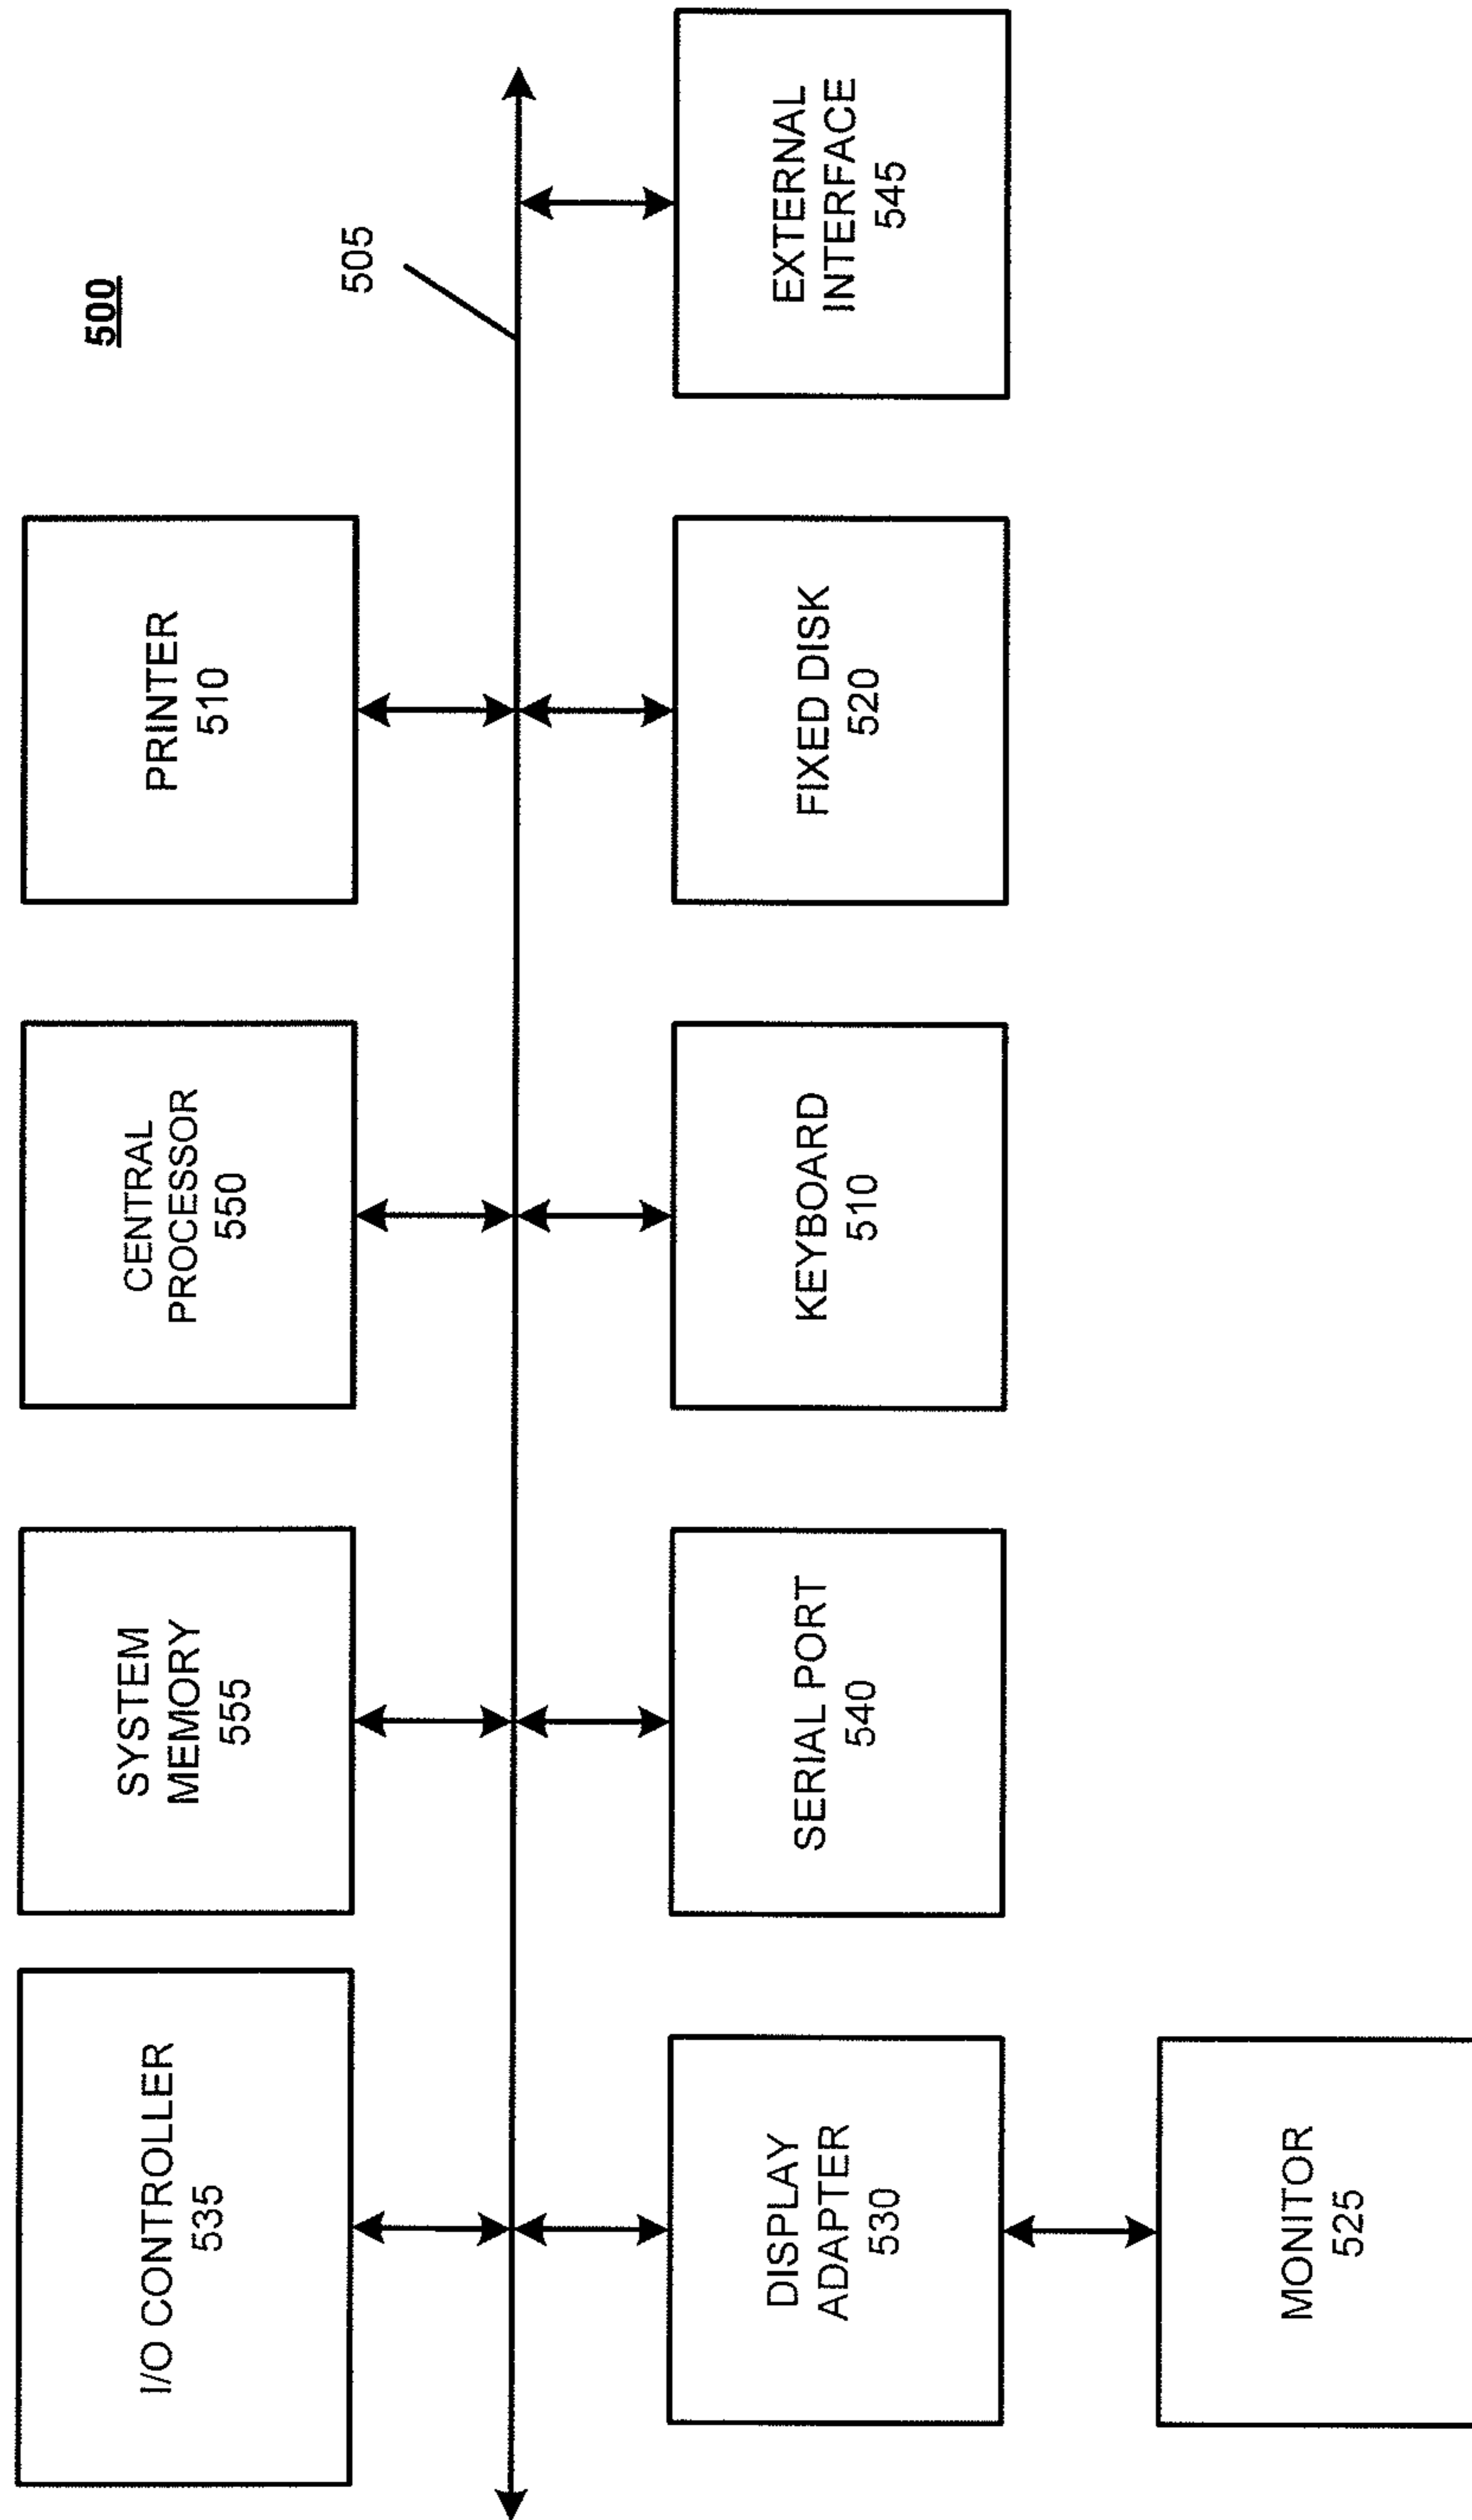 500
I/O CONTROLLER
535
SYSTEM
MEMORY
555
CENTRAL
PROCESSOR
550
PRINTER
510
505
DISPLAY
ADAPTER
530
SERIAL PORT
540
KEYBOARD
510
FIXED DISK
520
EXTERNAL
INTERFACE
545
MONITOR
525